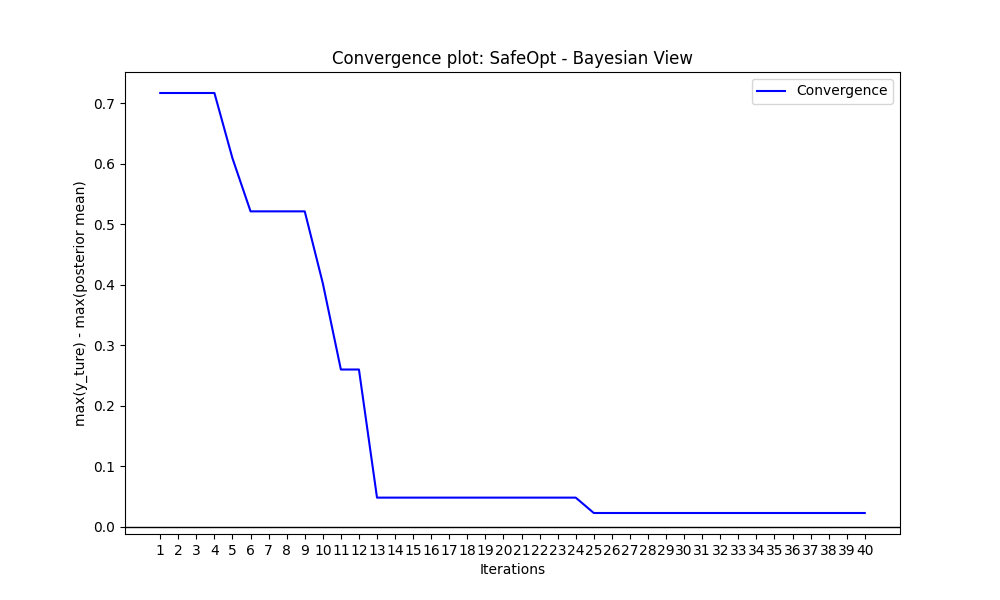 Convergence plot: SafeOpt - Bayesian View
Convergence
max(y_ture) - max(posterior mean)
0.7
0.6
0.5
0.4
0.3
0.2
0.1
0.0
1 2 3 4 5 6 7 8 9 10 11 12 13 14 15 16 17 18 19 20 21 22 23 24 25 26 27 28 29 30 31 32 33 34 35 36 37 38 39 40
Iterations